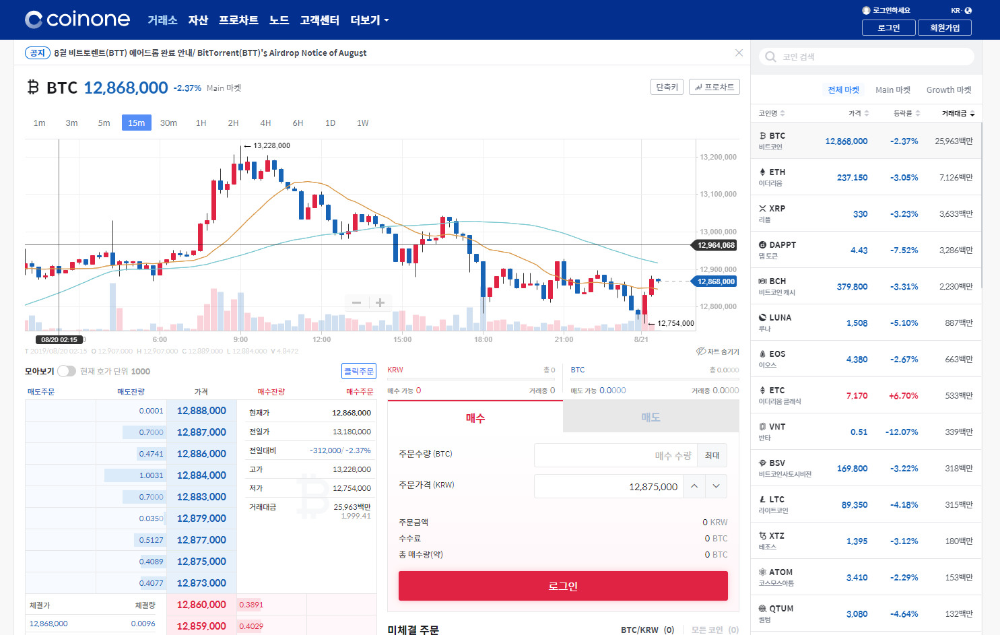 coinone
거래소 자산 프로차트 노드 고객센터 더보기
로그인하세요 KR
로그인 회원가입
공지 8월 비트토렌트(BTT) 에어드롭 완료 안내/ BitTorrent(BTT)'s Airdrop Notice of August
BTC 12,868,000 -2.37% Main 마켓
단축키 프로차트
1m 3m 5m 15m 30m 1H 2H 4H 6H 1D 1W
13,228,000
13,200,000
13,100,000
13,000,000
12,964,068
12,900,000
12,868,000
12,800,000
12,754,000
08/20 02:15 6:00 9:00 12:00 15:00 18:00 21:00 8/21
T 2019/08/20 02:15 O 12,907,000 H 12,907,000 C 12,889,000 L 12,884,000 V 4.8472
차트 숨기기
모아보기 현재 호가 단위 1000
클릭주문
매도주문 매도잔량 가격 매수잔량 매수주문
0.0001 12,888,000
0.7000 12,887,000
0.4741 12,886,000
1.0031 12,884,000
0.7000 12,883,000
0.0350 12,879,000
0.5127 12,877,000
0.4089 12,875,000
0.4077 12,873,000
현재가 12,868,000
전일가 13,180,000
전일대비 -312,000/ -2.37%
고가 13,228,000
저가 12,754,000
거래대금 25,963백만
1,999.41
체결가 체결량
12,868,000 0.0096
12,860,000 0.3891
12,859,000 0.4029
KRW 총 0
매수 가능 0 거래중 0
BTC 총 0.0000
매도 가능 0.0000 거래중 0.0000
매수 매도
주문수량 (BTC) 매수 수량 최대
주문가격 (KRW) 12,875,000
주문금액 0 KRW
수수료 0 BTC
총 매수량(약) 0 BTC
로그인
미체결 주문 BTC/KRW (0) 모든 코인 (0)
코인 검색
전체 마켓 Main 마켓 Growth 마켓
코인명 가격 등락률 거래대금
BTC 12,868,000 -2.37% 25,963백만
비트코인
ETH 237,150 -3.05% 7,126백만
이더리움
XRP 330 -3.23% 3,633백만
리플
DAPPT 4.43 -7.52% 3,286백만
댑 토큰
BCH 379,800 -3.31% 2,230백만
비트코인 캐시
LUNA 1,508 -5.10% 887백만
루나
EOS 4,380 -2.67% 663백만
이오스
ETC 7,170 +6.70% 533백만
이더리움 클래식
VNT 0.51 -12.07% 339백만
반타
BSV 169,800 -3.22% 318백만
비트코인사토시비전
LTC 89,350 -4.18% 315백만
라이트코인
XTZ 1,395 -3.12% 180백만
테조스
ATOM 3,410 -2.29% 153백만
코스모스아톰
QTUM 3,080 -4.64% 132백만
퀀텀